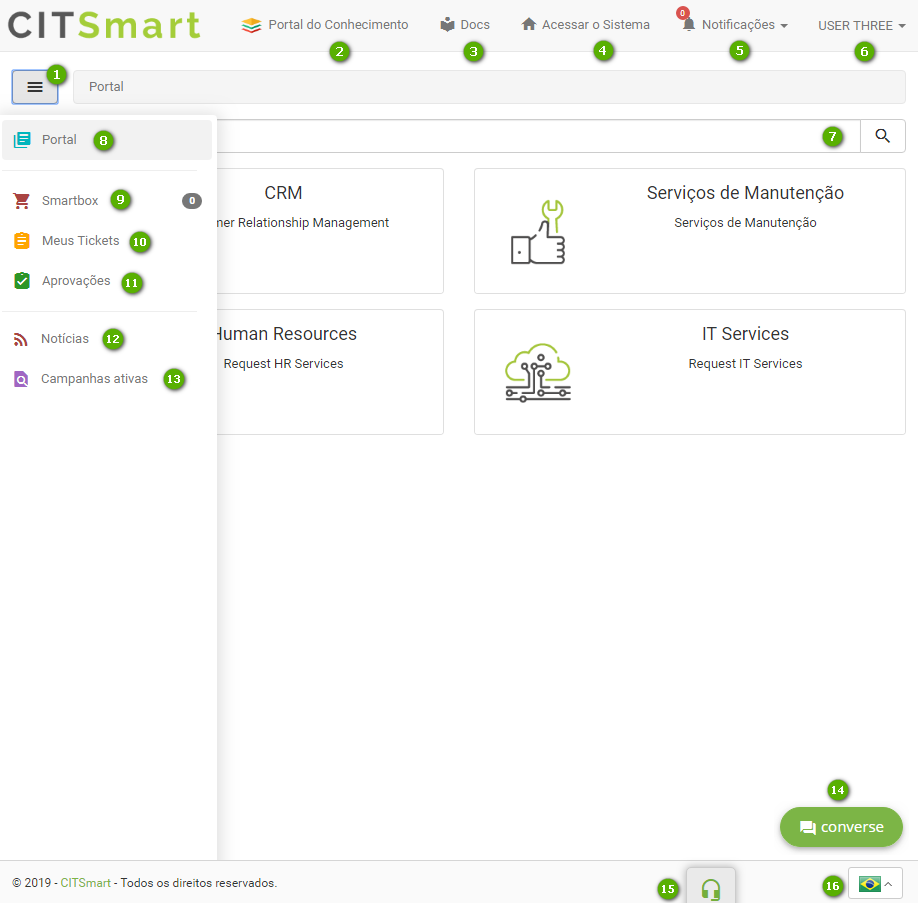 CITSmart
Portal do Conhecimento
Docs
Acessar o Sistema
0
Notificações
USER THREE
2
3
4
5
6
1
Portal
Portal
8
7
Smartbox
9
0
Meus Tickets
10
Aprovações
11
Notícias
12
Campanhas ativas
13
CRM
mer Relationship Management
Serviços de Manutenção
Serviços de Manutenção
Human Resources
Request HR Services
IT Services
Request IT Services
14
converse
© 2019 - CITSmart - Todos os direitos reservados.
15
16